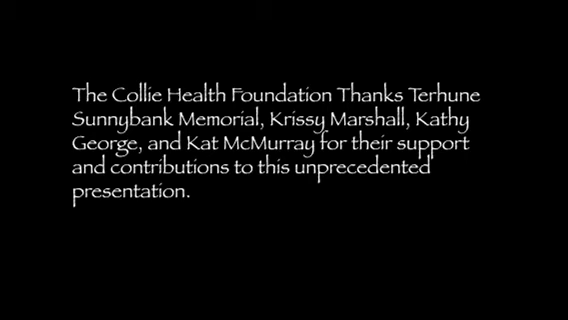 The Collie Health Foundation Thanks Terhune
Sunnybank Memorial, Krissy Marshall, Kathy
George, and Kat McMurray for their support
and contributions to this unprecedented
presentation.